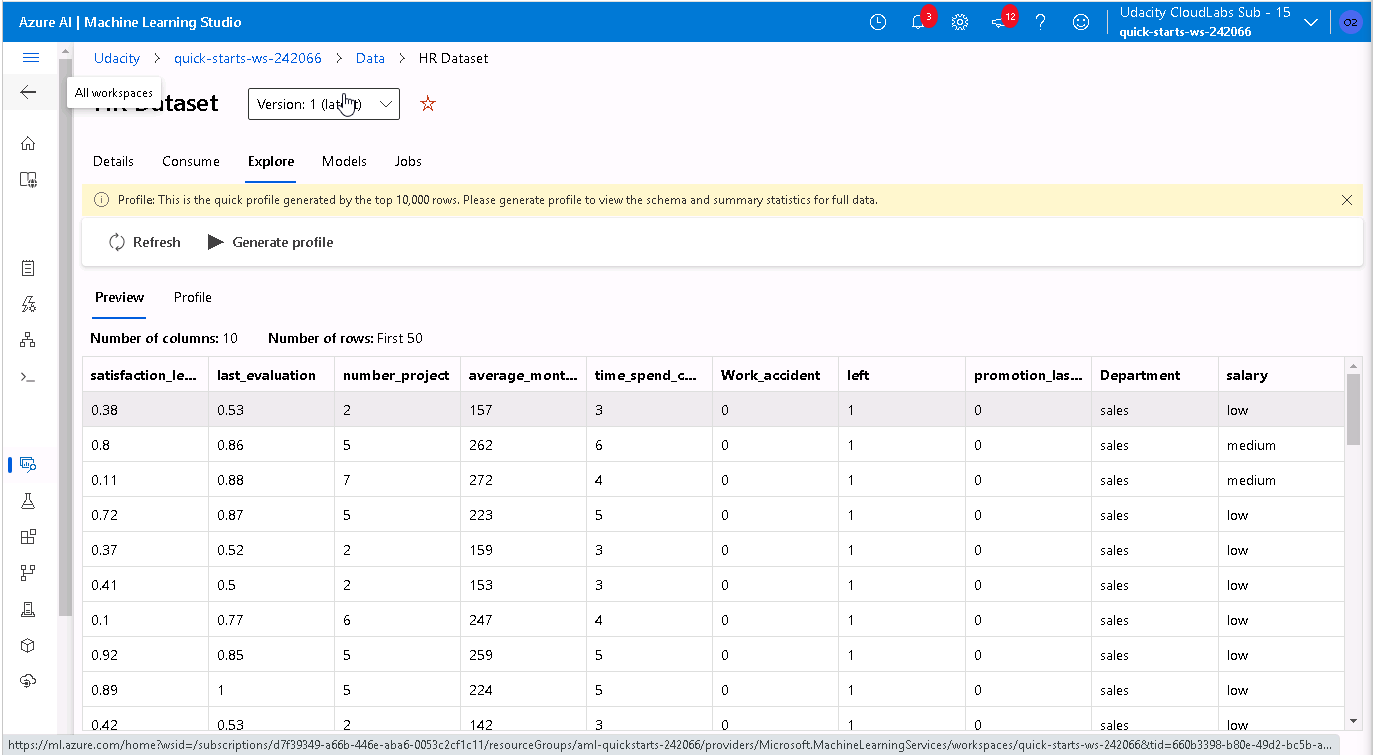 Azure AI | Machine Learning Studio
3
12
Udacity CloudLabs Sub - 15
quick-starts-ws-242066
O2
Udacity > quick-starts-ws-242066 > Data > HR Dataset
All workspaces
Dataset
Version: 1 (latest)
Details Consume Explore Models Jobs
Profile: This is the quick profile generated by the top 10,000 rows. Please generate profile to view the schema and summary statistics for full data.
Refresh Generate profile
Preview Profile
Number of columns: 10 Number of rows: First 50
satisfaction_le... last_evaluation number_project average_mont... time_spend_c... Work_accident left promotion_las... Department salary
0.38 0.53 2 157 3 0 1 0 sales low
0.8 0.86 5 262 6 0 1 0 sales medium
0.11 0.88 7 272 4 0 1 0 sales medium
0.72 0.87 5 223 5 0 1 0 sales low
0.37 0.52 2 159 3 0 1 0 sales low
0.41 0.5 2 153 3 0 1 0 sales low
0.1 0.77 6 247 4 0 1 0 sales low
0.92 0.85 5 259 5 0 1 0 sales low
0.89 1 5 224 5 0 1 0 sales low
0.42 0.53 2 142 3 0 1 0 sales low
https://ml.azure.com/home?wsid=/subscriptions/d7f39349-a66b-446e-aba6-0053c2cf1c11/resourceGroups/aml-quickstarts-242066/providers/Microsoft.MachineLearningServices/workspaces/quick-starts-ws-242066&tid=660b3398-b80e-49d2-bc5b-a...